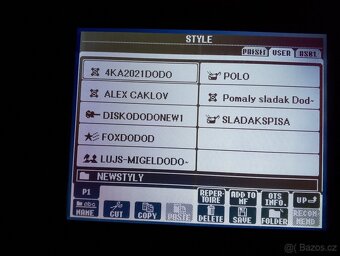 STYLE
PRESET USER USB1
4KA2021DODO
POLO
ALEX CAKLOV
Pomaly sladak Dod~
DISKODODONEW1
SLADAKSPISA
FOXDODOD
LUJS-MIGELDODO~
NEWSTYLY
P1
REPER-TOIRE
ADD TO MF
OTS INFO.
UP
NAME
CUT
COPY
PASTE
DELETE
SAVE
FOLDER
RECOM-MEND
Bazos.cz